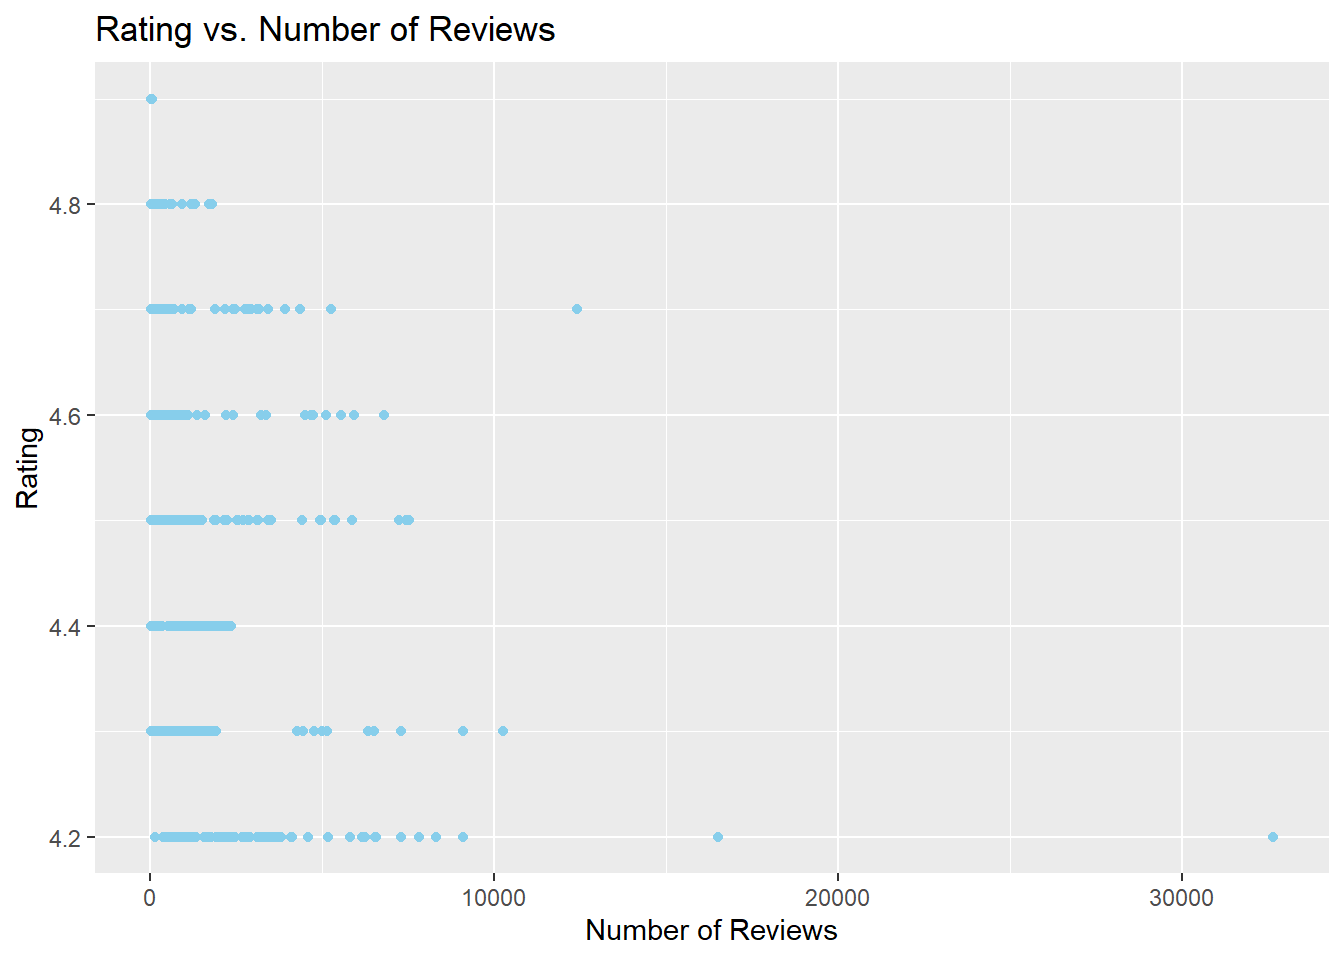 Rating vs. Number of Reviews
Rating
4.8
4.6
4.4
4.2
0 10000 20000 30000
Number of Reviews